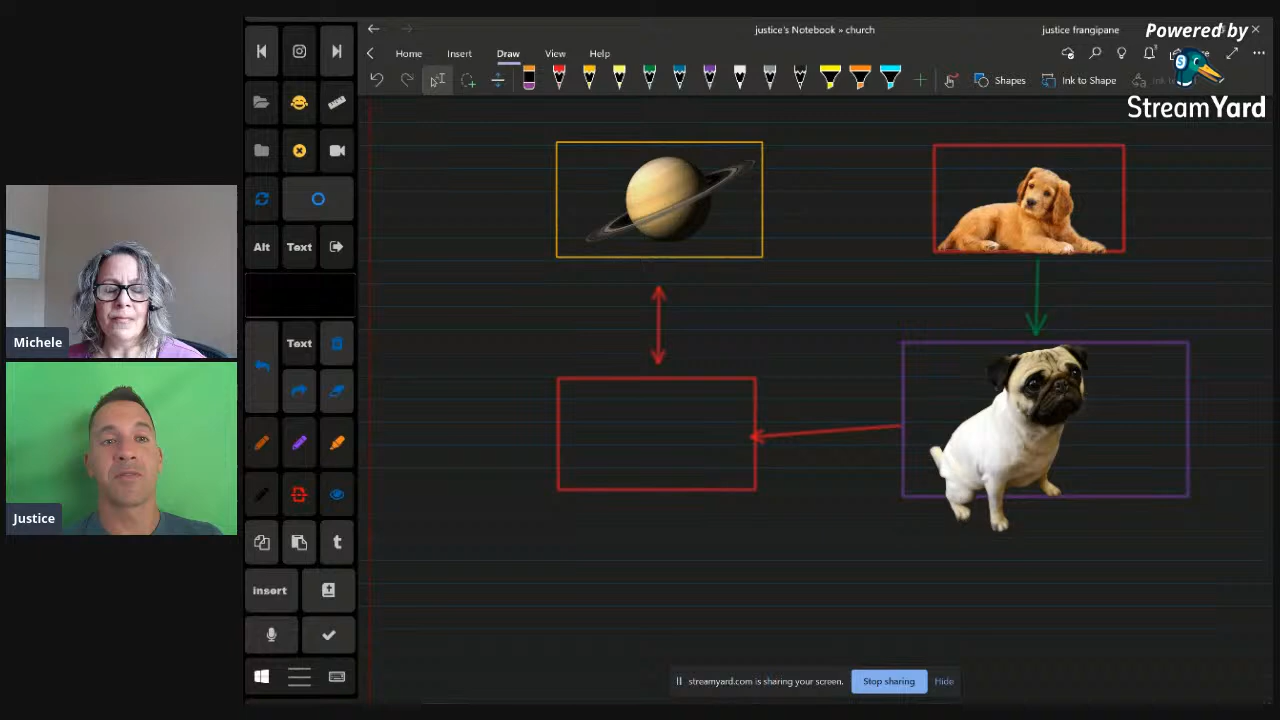 justice's Notebook » church
justice frangipane
Powered by
StreamYard
Home Insert Draw View Help
Shapes
Ink to Shape
Alt Text
Text
insert
t
Michele
Justice
streamyard.com is sharing your screen. Stop sharing Hide